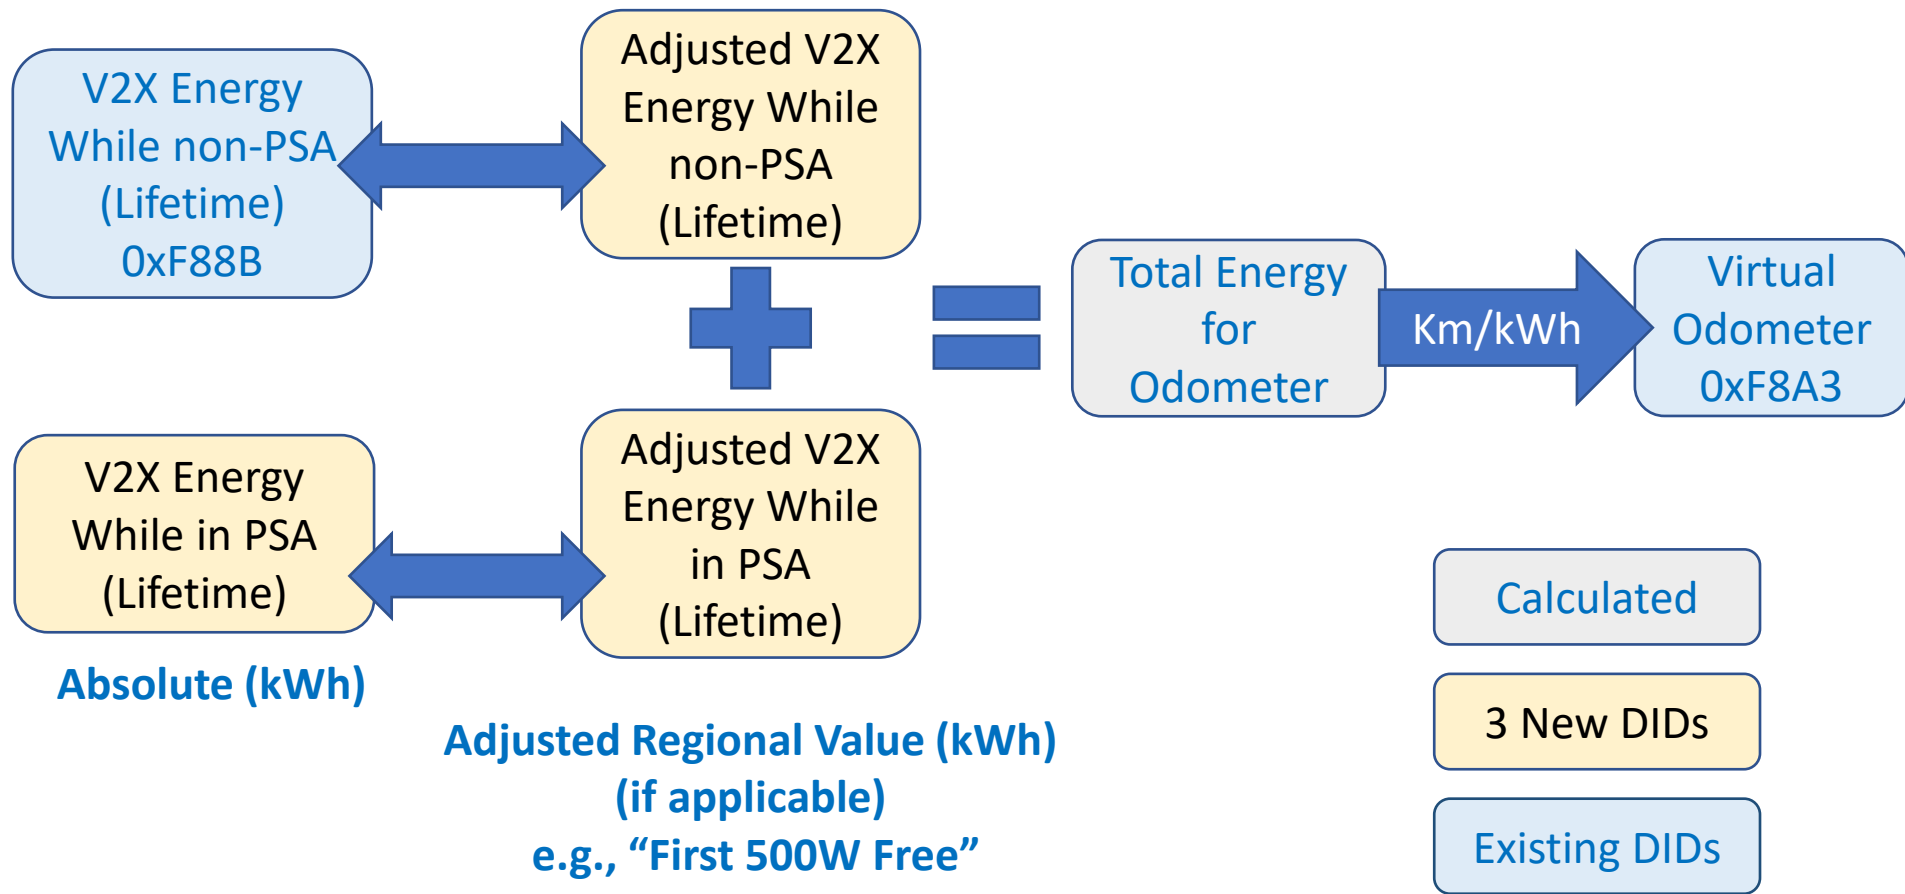 V2X Energy
While non-PSA
(Lifetime)
0xF88B
Adjusted V2X
Energy While
non-PSA
(Lifetime)
Total Energy
for
Odometer
Km/kWh
Virtual
Odometer
0xF8A3
V2X Energy
While in PSA
(Lifetime)
Adjusted V2X
Energy While
in PSA
(Lifetime)
Absolute (kWh)
Adjusted Regional Value (kWh)
(if applicable)
e.g., “First 500W Free”
Calculated
3 New DIDs
Existing DIDs